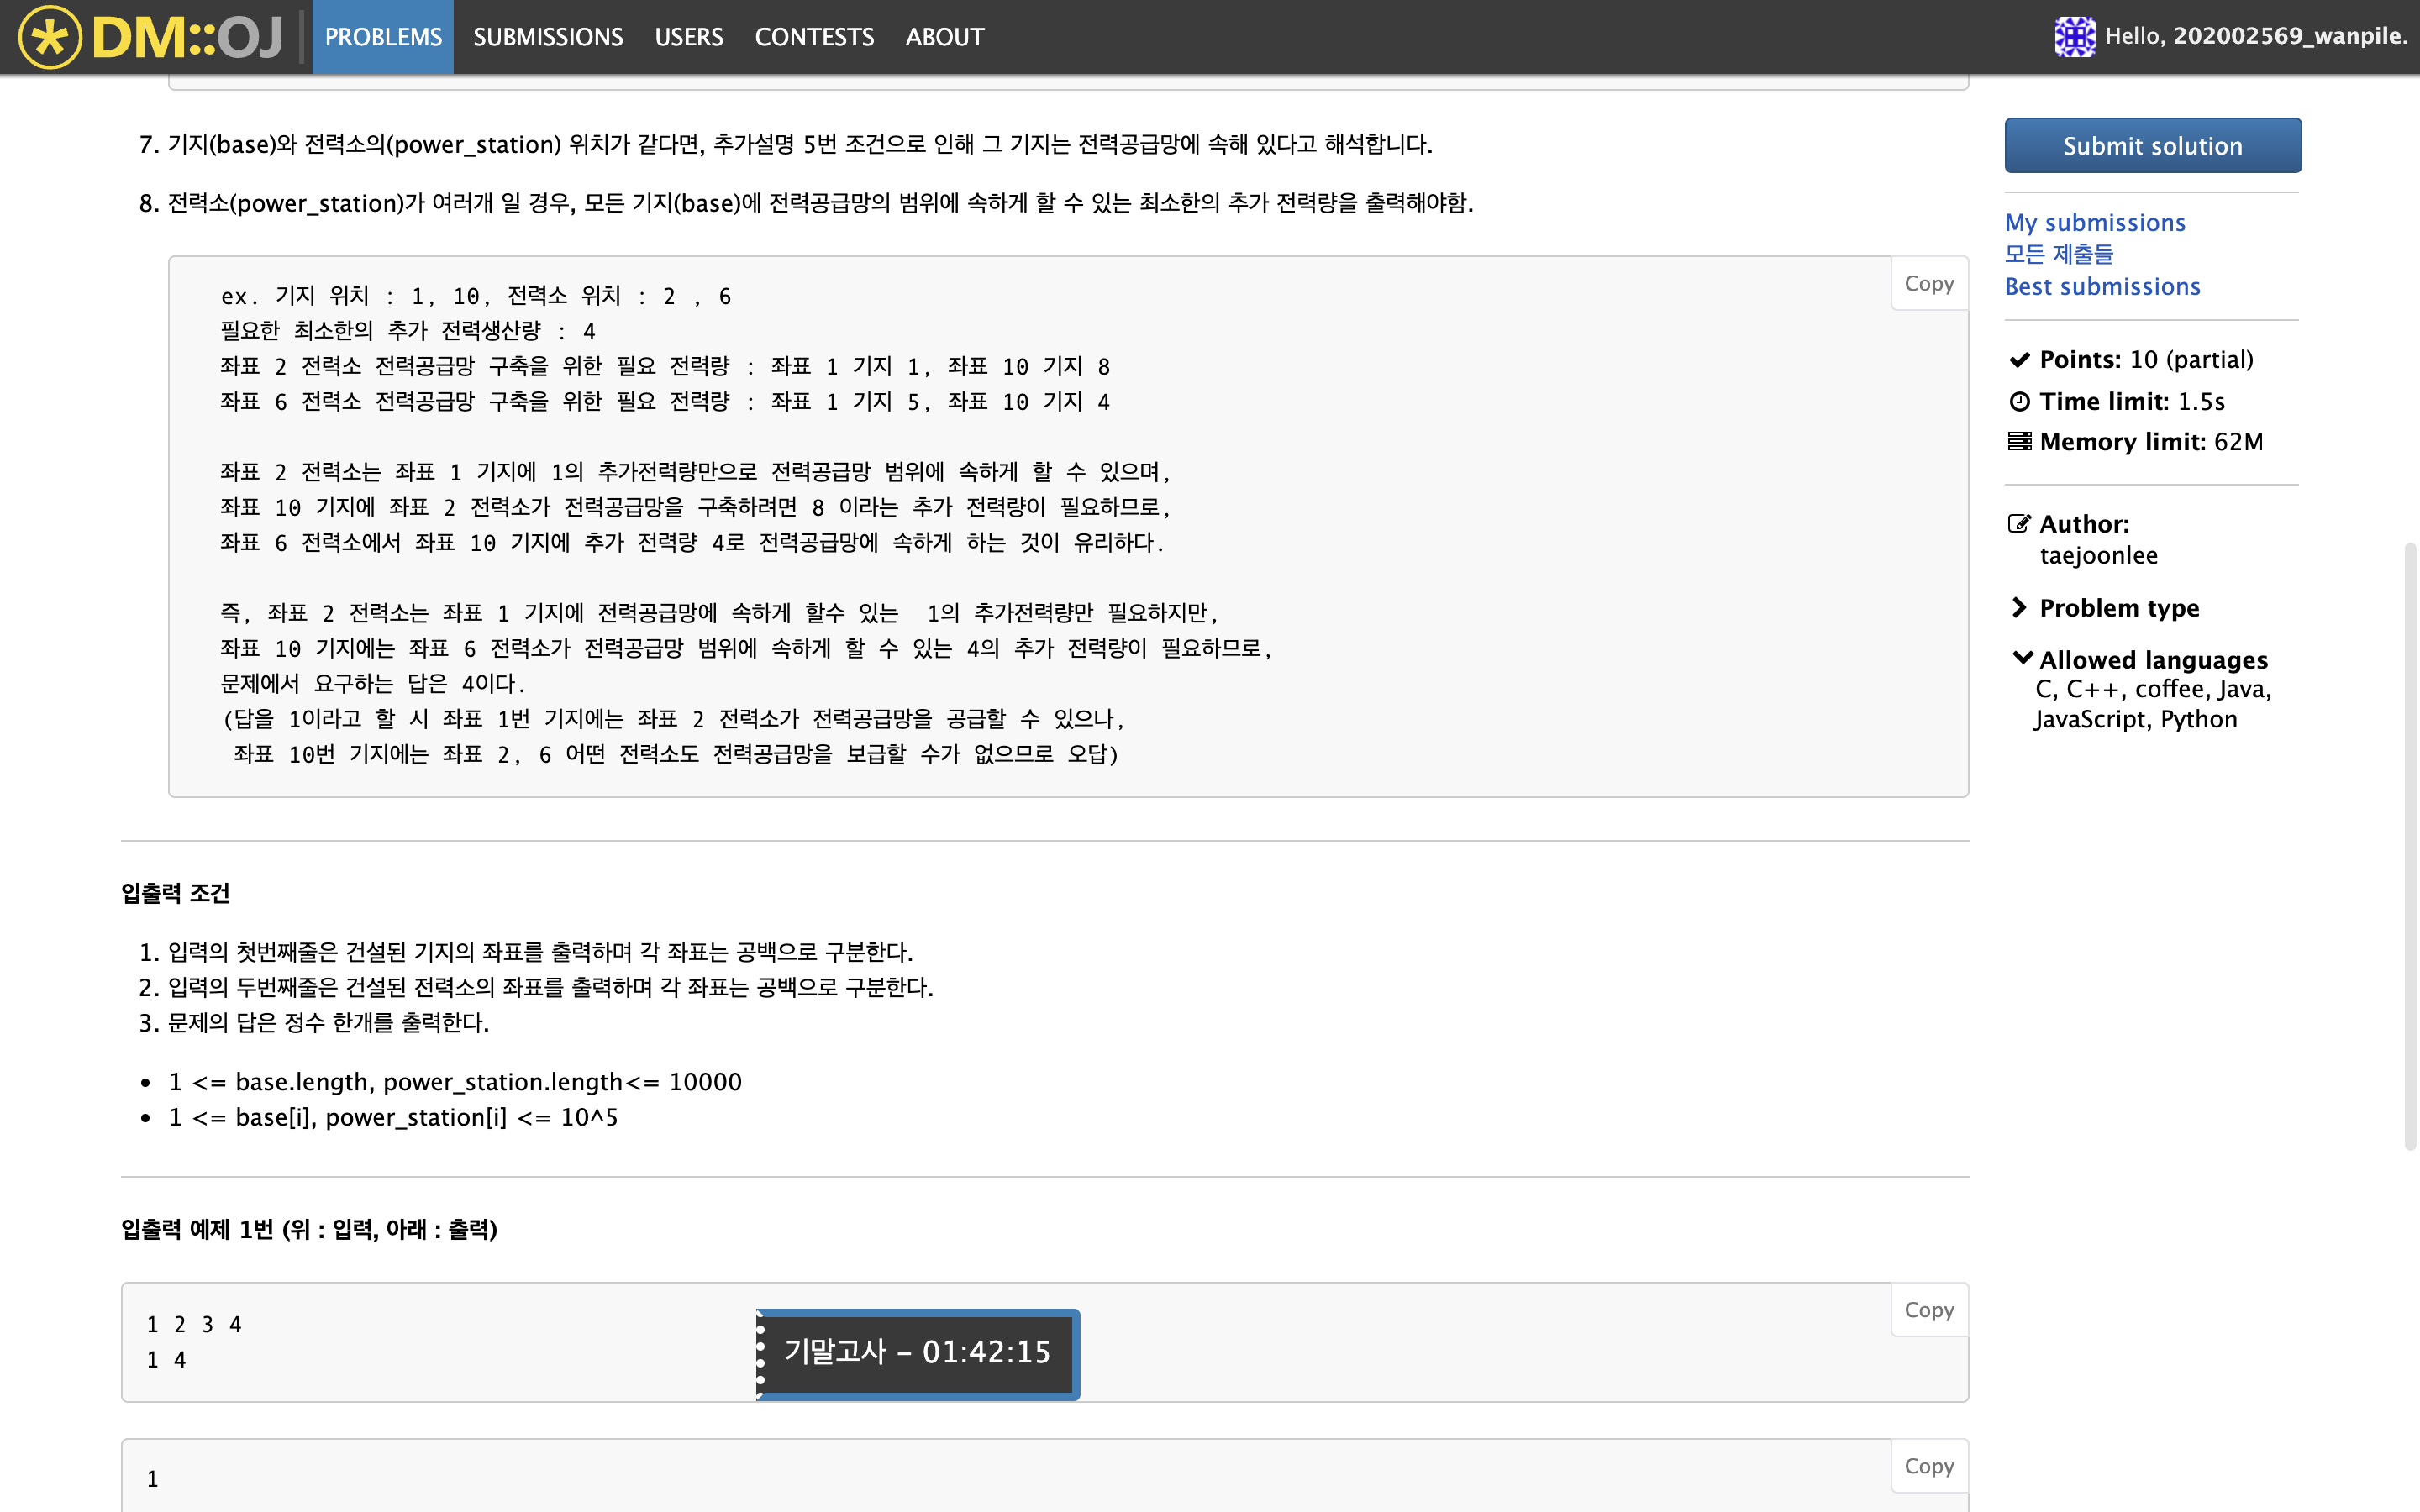 DM::OJ
PROBLEMS
SUBMISSIONS
USERS
CONTESTS
ABOUT
Hello, 202002569_wanpile.
7. 기지(base)와 전력소의(power_station) 위치가 같다면, 추가설명 5번 조건으로 인해 그 기지는 전력공급망에 속해 있다고 해석합니다.
8. 전력소(power_station)가 여러개 일 경우, 모든 기지(base)에 전력공급망의 범위에 속하게 할 수 있는 최소한의 추가 전력량을 출력해야함.
Copy
ex. 기지 위치 : 1, 10, 전력소 위치 : 2 , 6
필요한 최소한의 추가 전력생산량 : 4
좌표 2 전력소 전력공급망 구축을 위한 필요 전력량 : 좌표 1 기지 1, 좌표 10 기지 8
좌표 6 전력소 전력공급망 구축을 위한 필요 전력량 : 좌표 1 기지 5, 좌표 10 기지 4
좌표 2 전력소는 좌표 1 기지에 1의 추가전력량만으로 전력공급망 범위에 속하게 할 수 있으며,
좌표 10 기지에 좌표 2 전력소가 전력공급망을 구축하려면 8 이라는 추가 전력량이 필요하므로,
좌표 6 전력소에서 좌표 10 기지에 추가 전력량 4로 전력공급망에 속하게 하는 것이 유리하다.
즉, 좌표 2 전력소는 좌표 1 기지에 전력공급망에 속하게 할수 있는  1의 추가전력량만 필요하지만,
좌표 10 기지에는 좌표 6 전력소가 전력공급망 범위에 속하게 할 수 있는 4의 추가 전력량이 필요하므로,
문제에서 요구하는 답은 4이다.
(답을 1이라고 할 시 좌표 1번 기지에는 좌표 2 전력소가 전력공급망을 공급할 수 있으나,
좌표 10번 기지에는 좌표 2, 6 어떤 전력소도 전력공급망을 보급할 수가 없으므로 오답)
입출력 조건
1. 입력의 첫번째줄은 건설된 기지의 좌표를 출력하며 각 좌표는 공백으로 구분한다.
2. 입력의 두번째줄은 건설된 전력소의 좌표를 출력하며 각 좌표는 공백으로 구분한다.
3. 문제의 답은 정수 한개를 출력한다.
• 1 <= base.length, power_station.length<= 10000
• 1 <= base[i], power_station[i] <= 10^5
입출력 예제 1번 (위 : 입력, 아래 : 출력)
Copy
1 2 3 4
1 4
기말고사 - 01:42:15
Copy
1
Submit solution
My submissions
모든 제출들
Best submissions
Points: 10 (partial)
Time limit: 1.5s
Memory limit: 62M
Author:
taejoonlee
Problem type
Allowed languages
C, C++, coffee, Java,
JavaScript, Python